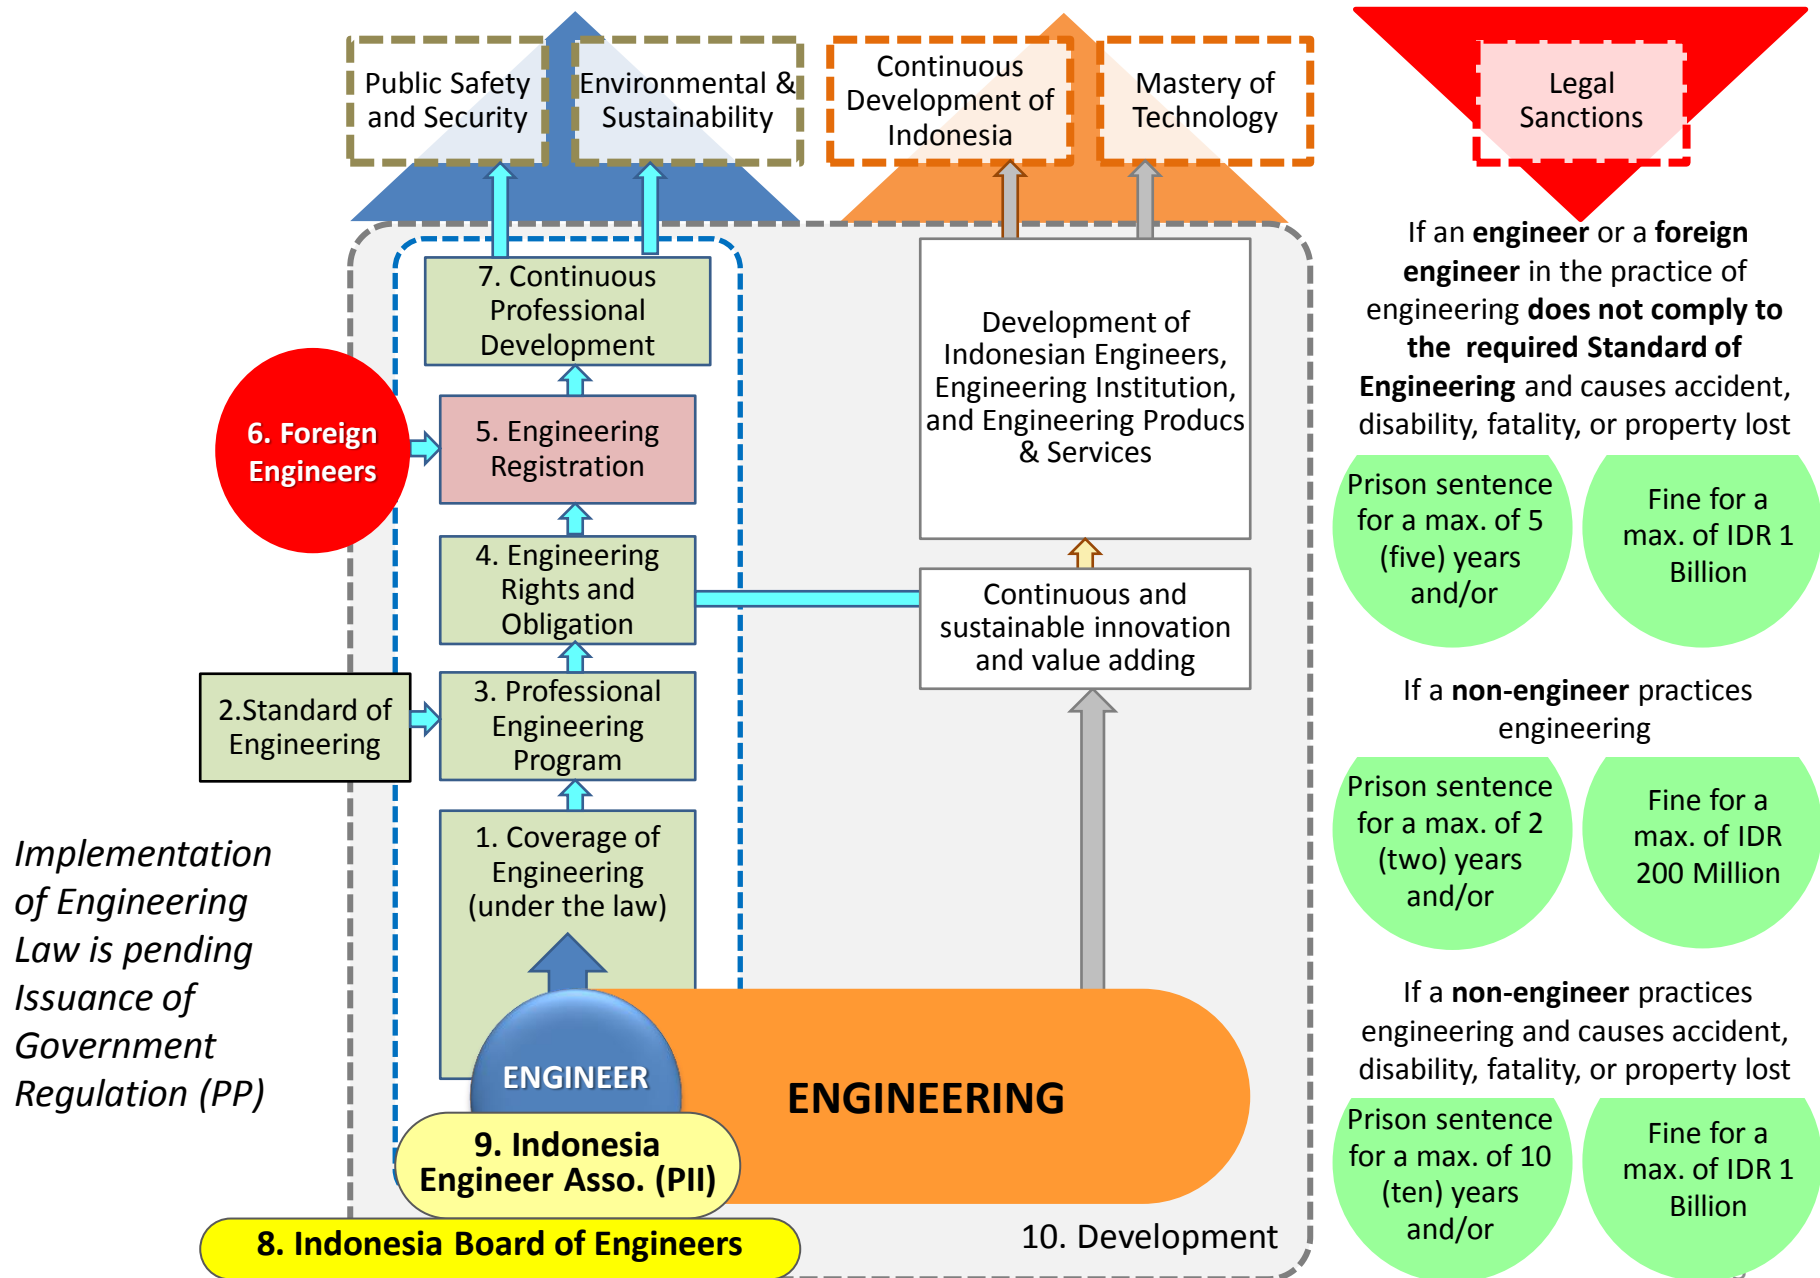 Public Safety
and Security
Environmental &
Sustainability
Continuous
Development of
Indonesia
Mastery of
Technology
Legal
Sanctions
7. Continuous
Professional
Development
6. Foreign
Engineers
5. Engineering
Registration
4. Engineering
Rights and
Obligation
2.Standard of
Engineering
3. Professional
Engineering
Program
1. Coverage of
Engineering
(under the law)
ENGINEER
ENGINEERING
9. Indonesia
Engineer Asso. (PII)
8. Indonesia Board of Engineers
10. Development
Development of
Indonesian Engineers,
Engineering Institution,
and Engineering Producs
& Services
Continuous and
sustainable innovation
and value adding
Implementation
of Engineering
Law is pending
Issuance of
Government
Regulation (PP)
If an engineer or a foreign
engineer in the practice of
engineering does not comply to
the required Standard of
Engineering and causes accident,
disability, fatality, or property lost
Prison sentence
for a max. of 5
(five) years
and/or
Fine for a
max. of IDR 1
Billion
If a non-engineer practices
engineering
Prison sentence
for a max. of 2
(two) years
and/or
Fine for a
max. of IDR
200 Million
If a non-engineer practices
engineering and causes accident,
disability, fatality, or property lost
Prison sentence
for a max. of 10
(ten) years
and/or
Fine for a
max. of IDR 1
Billion